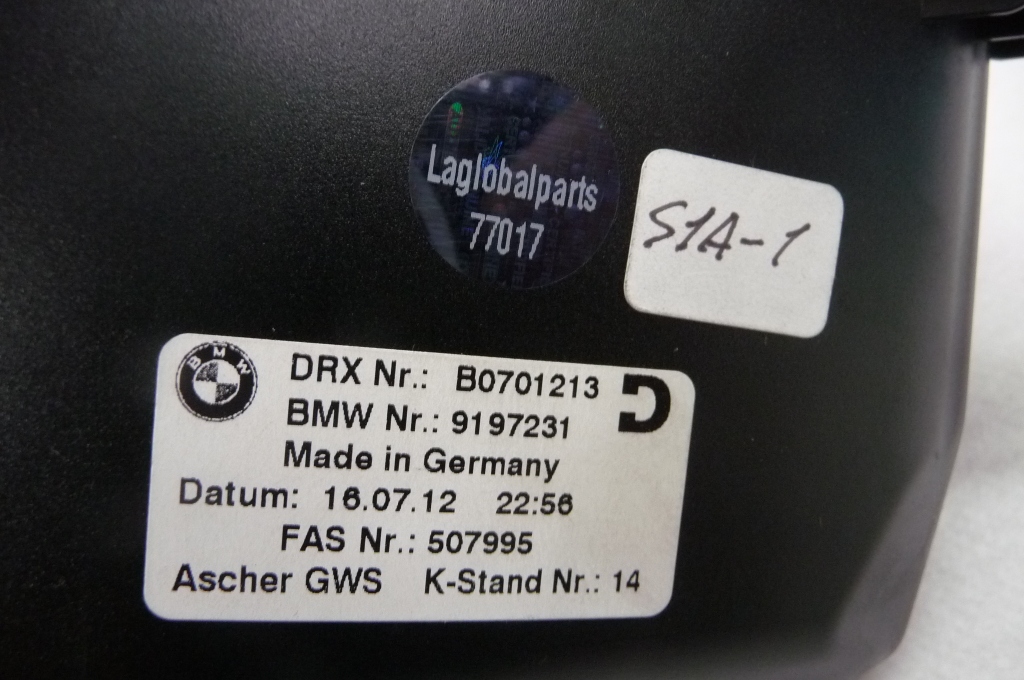 Laglobalparts
77017
S1A-1
BMW
DRX Nr.: B0701213
BMW Nr.: 9197231
Made in Germany
Datum: 16.07.12 22:56
FAS Nr.: 507995
Ascher GWS K-Stand Nr.: 14